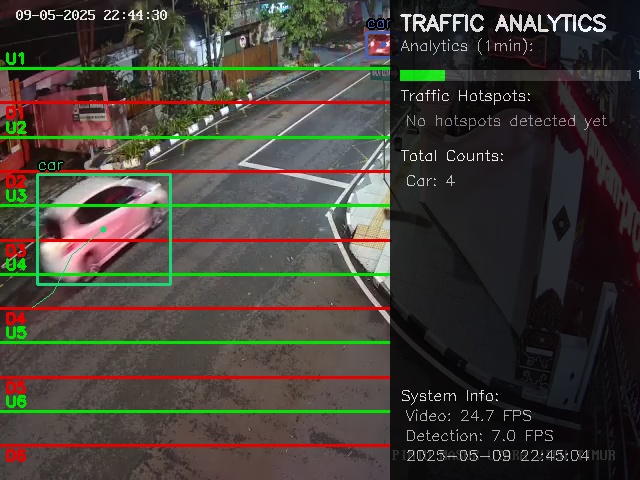 09-05-2025 22:44:30
car
TRAFFIC ANALYTICS
Analytics (1min):
1
Traffic Hotspots:
No hotspots detected yet
Total Counts:
Car: 4
U1
D1
U2
car
D2
U3
D3
U4
D4
U5
D5
U6
D6
System Info:
Video: 24.7 FPS
Detection: 7.0 FPS
2025-05-09 22:45:04